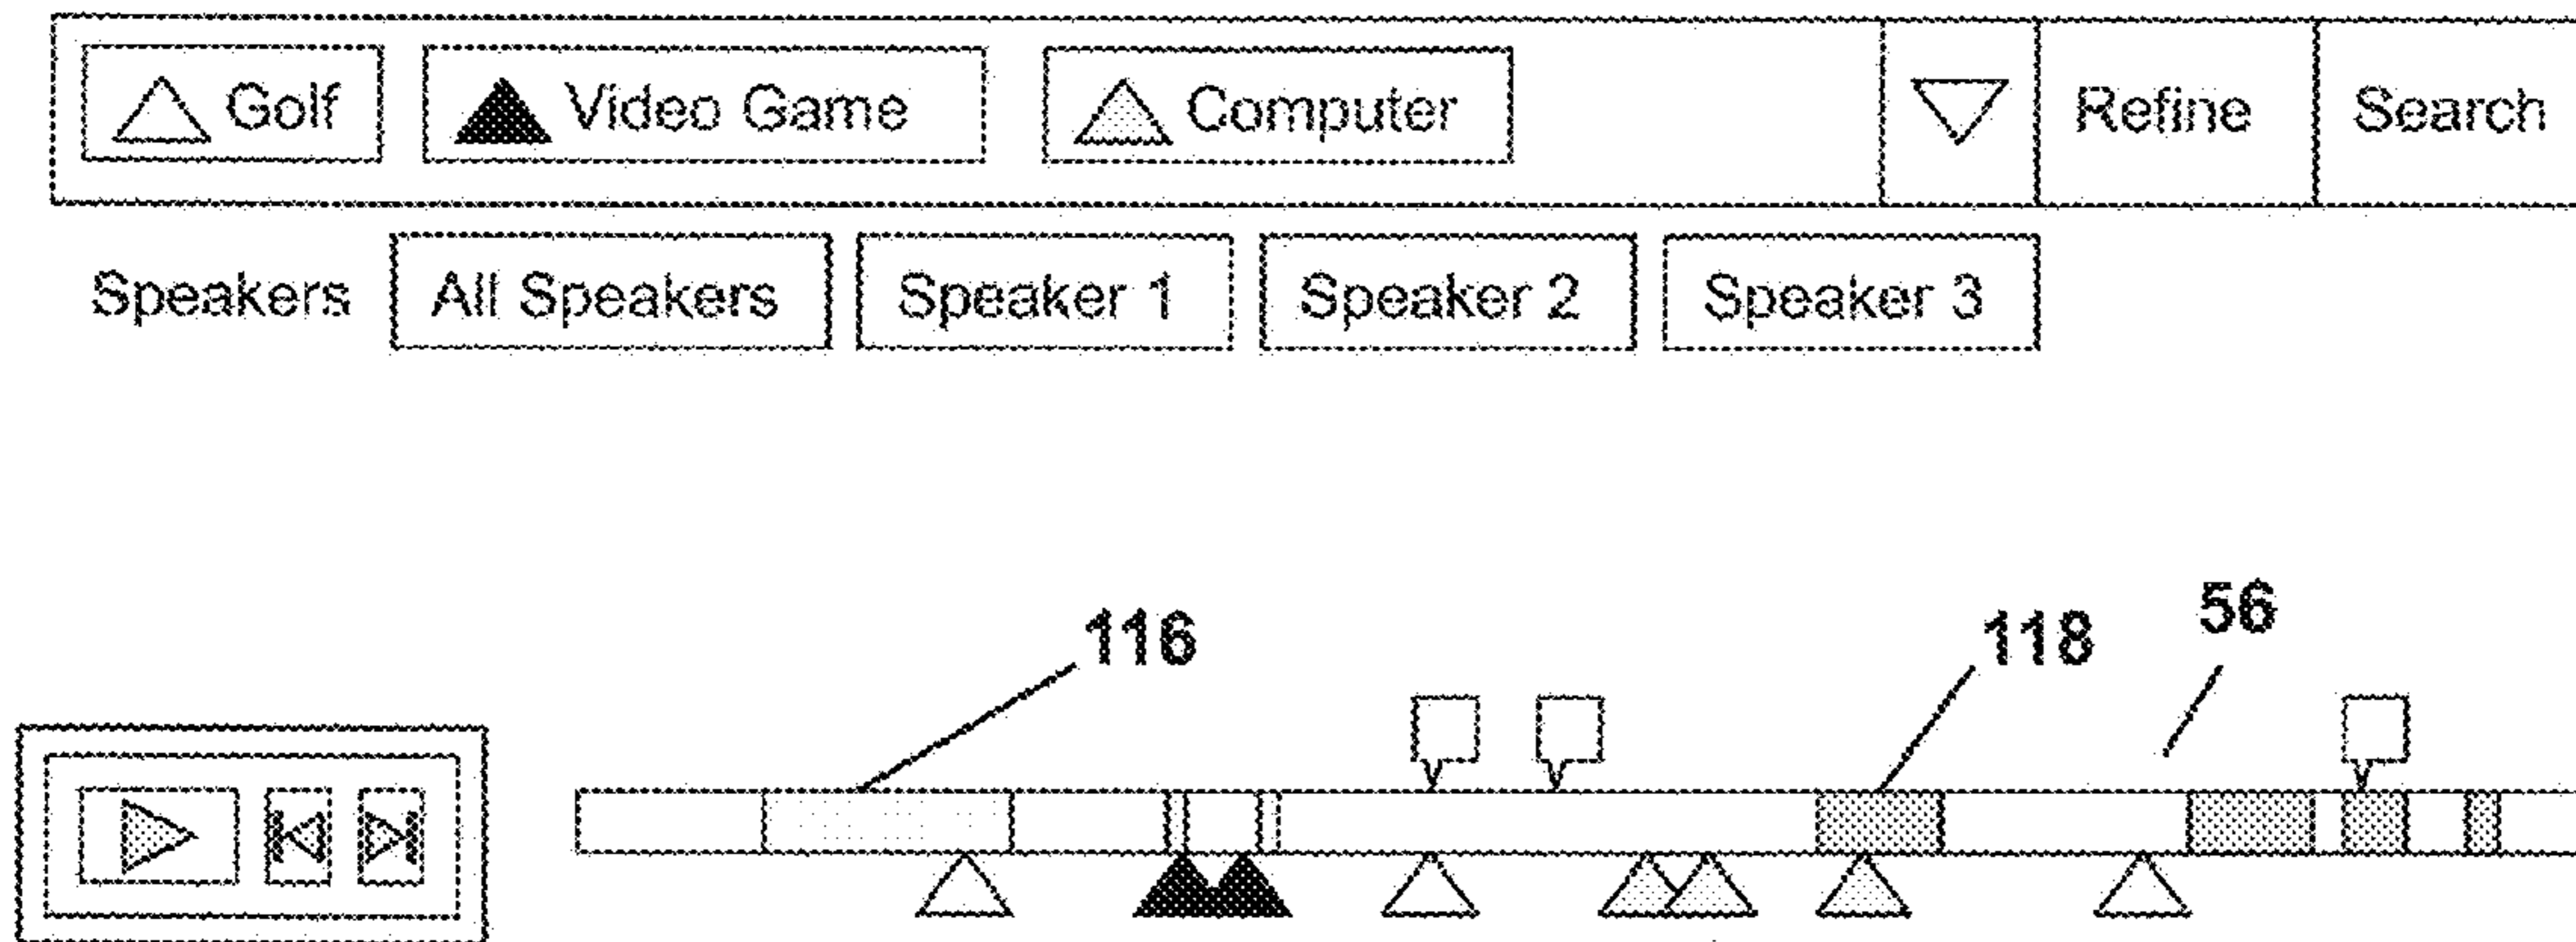 Golf Video Game Computer Refine Search
Speakers All Speakers Speaker 1 Speaker 2 Speaker 3
116 118 56